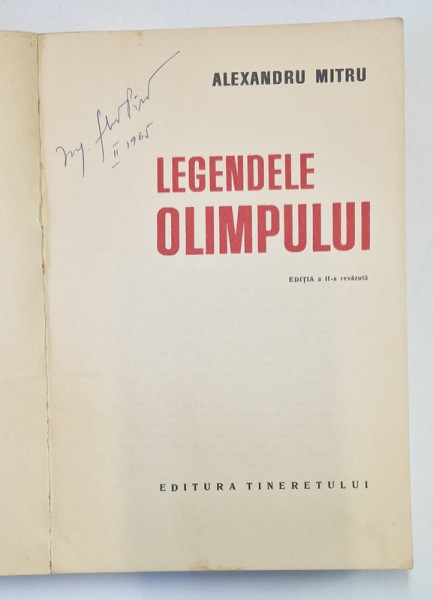 ALEXANDRU MITRU
II 1965
LEGENDELE
OLIMPULUI
EDIȚIA a II-a revăzută
EDITURA TINERETULUI